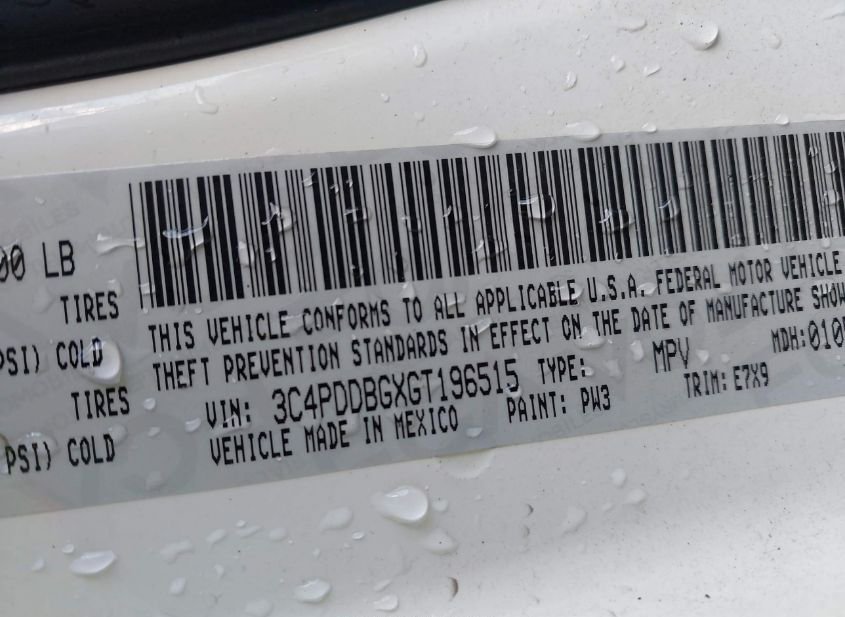 00 LB
TIRES
PSI) COLD
TIRES
PSI) COLD
THIS VEHICLE CONFORMS TO ALL APPLICABLE U.S.A. FEDERAL MOTOR VEHICLE
THEFT PREVENTION STANDARDS IN EFFECT ON THE DATE OF MANUFACTURE SHOW
VIN: 3C4PDDBGXGT196515 TYPE: MPV MDH: 010
VEHICLE MADE IN MEXICO PAINT: PW3 TRIM: E7X9